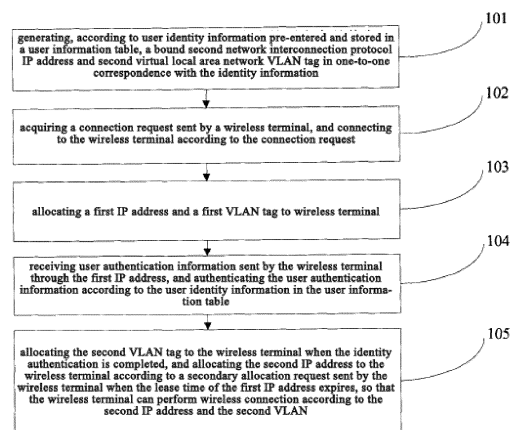 101
generating, according to user identity information pre-entered and stored in
a user information table, a bound second network interconnection protocol
IP address and second virtual local area network VLAN tag in one-to-one
correspondence with the identity information
102
acquiring a connection request sent by a wireless terminal, and connecting
to the wireless terminal according to the connection request
103
allocating a first IP address and a first VLAN tag to wireless terminal
104
receiving user authentication information sent by the wireless terminal
through the first IP address, and authenticating the user authentication
information according to the user identity information in the user informa-
tion table
105
allocating the second VLAN tag to the wireless terminal when the identity
authentication is completed, and allocating the second IP address to the
wireless terminal according to a secondary allocation request sent by the
wireless terminal when the lease time of the first IP address expires, so that
the wireless terminal can perform wireless connection according to the
second IP address and the second VLAN